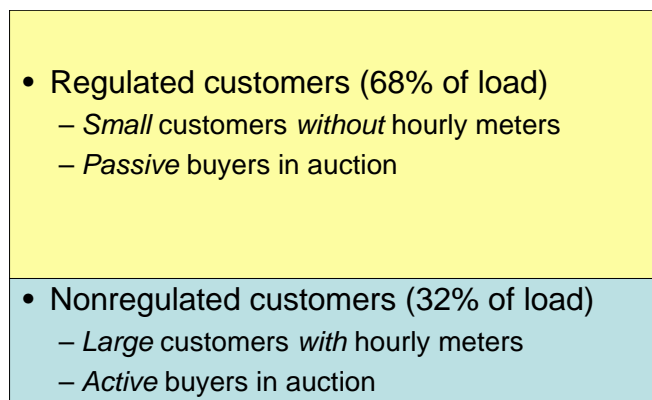 • Regulated customers (68% of load)
– Small customers without hourly meters
– Passive buyers in auction
• Nonregulated customers (32% of load)
– Large customers with hourly meters
– Active buyers in auction